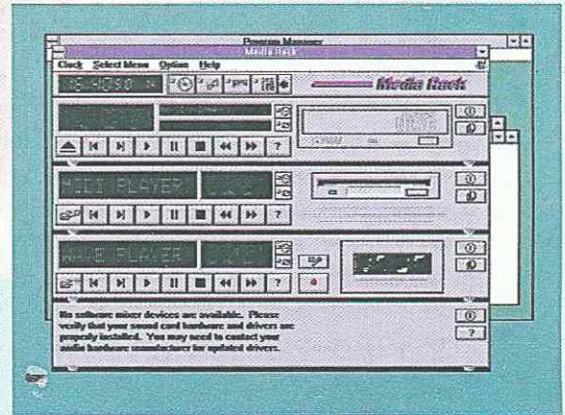 Program Manager
Media Rack
Clock Select Menu Option Help
Media Rack
MIDI PLAYER
?
WAVE PLAYER
?
?
No software mixer devices are available. Please
verify that your sound card hardware and drivers are
properly installed. You may need to contact your
audio hardware manufacturer for updated drivers.
?